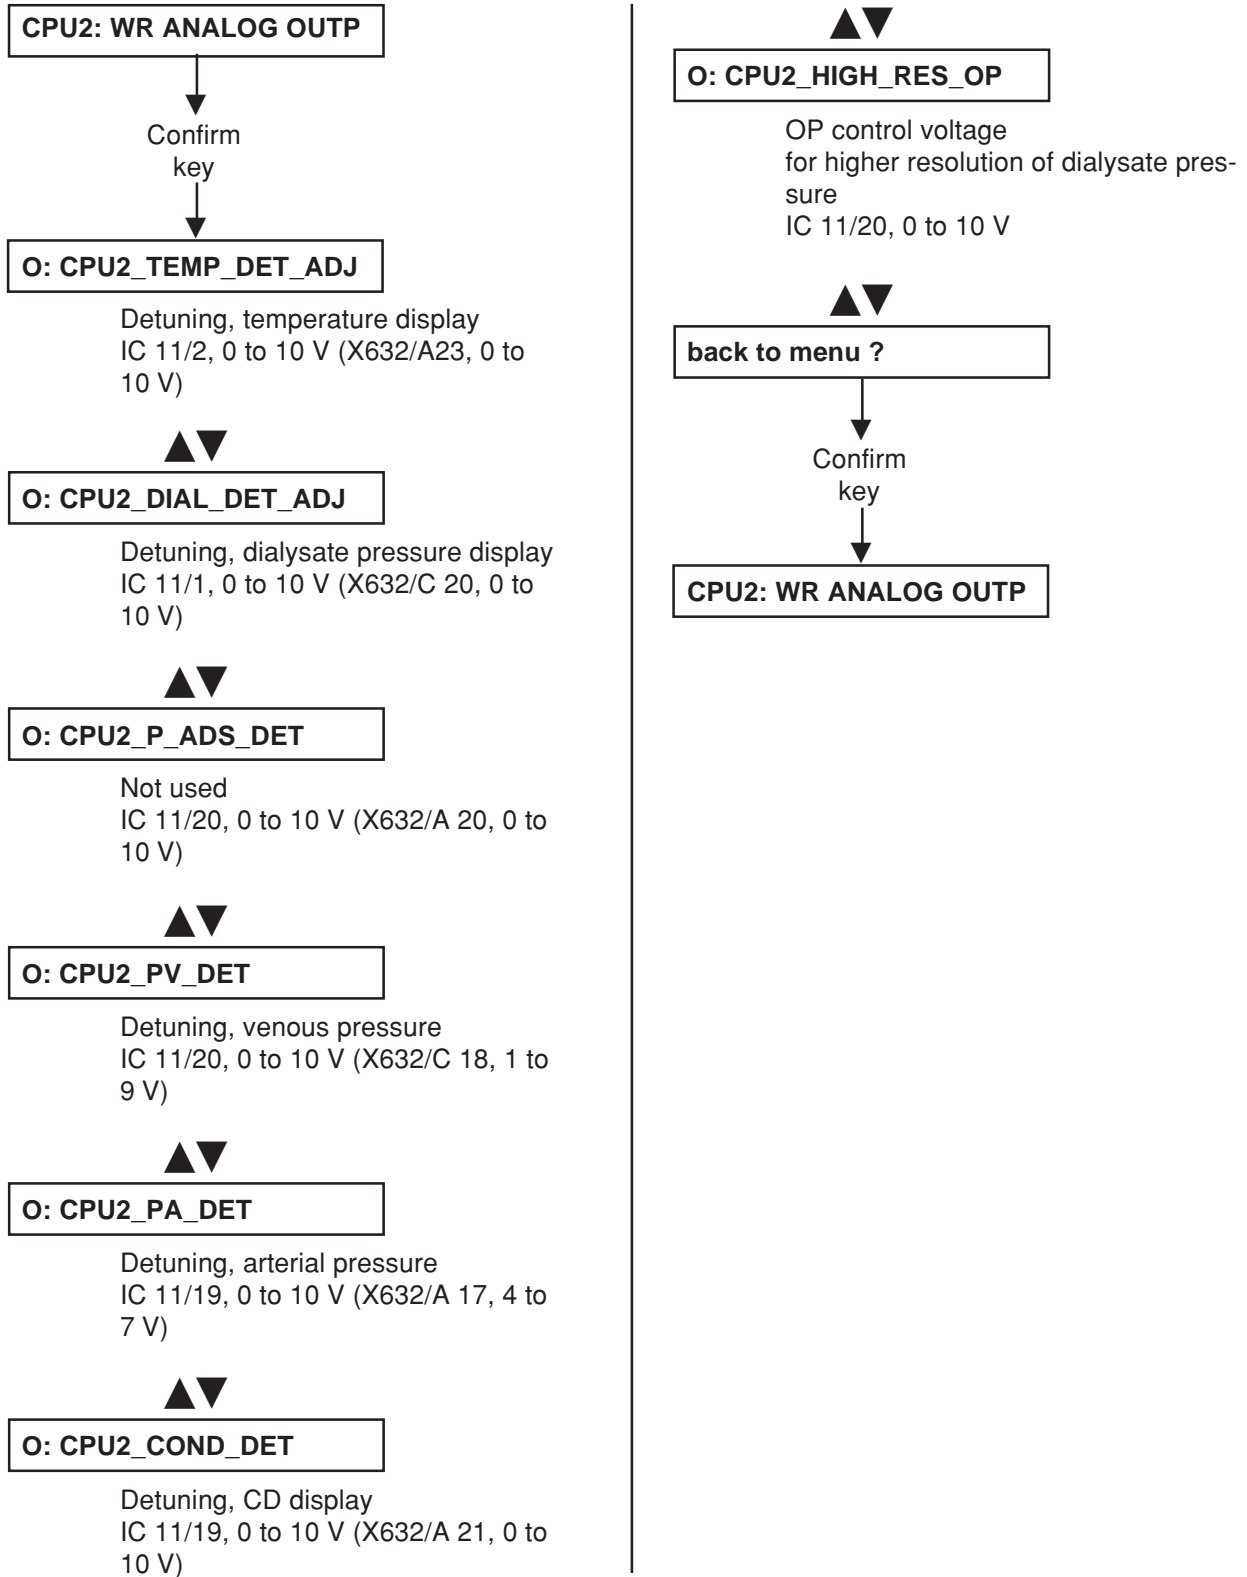 CPU2: WR ANALOG OUTP
Confirm
key
O: CPU2_TEMP_DET_ADJ
Detuning, temperature display
IC 11/2, 0 to 10 V (X632/A23, 0 to
10 V)
O: CPU2_DIAL_DET_ADJ
Detuning, dialysate pressure display
IC 11/1, 0 to 10 V (X632/C 20, 0 to
10 V)
O: CPU2_P_ADS_DET
Not used
IC 11/20, 0 to 10 V (X632/A 20, 0 to
10 V)
O: CPU2_PV_DET
Detuning, venous pressure
IC 11/20, 0 to 10 V (X632/C 18, 1 to
9 V)
O: CPU2_PA_DET
Detuning, arterial pressure
IC 11/19, 0 to 10 V (X632/A 17, 4 to
7 V)
O: CPU2_COND_DET
Detuning, CD display
IC 11/19, 0 to 10 V (X632/A 21, 0 to
10 V)
O: CPU2_HIGH_RES_OP
OP control voltage
for higher resolution of dialysate pres-
sure
IC 11/20, 0 to 10 V
back to menu ?
Confirm
key
CPU2: WR ANALOG OUTP